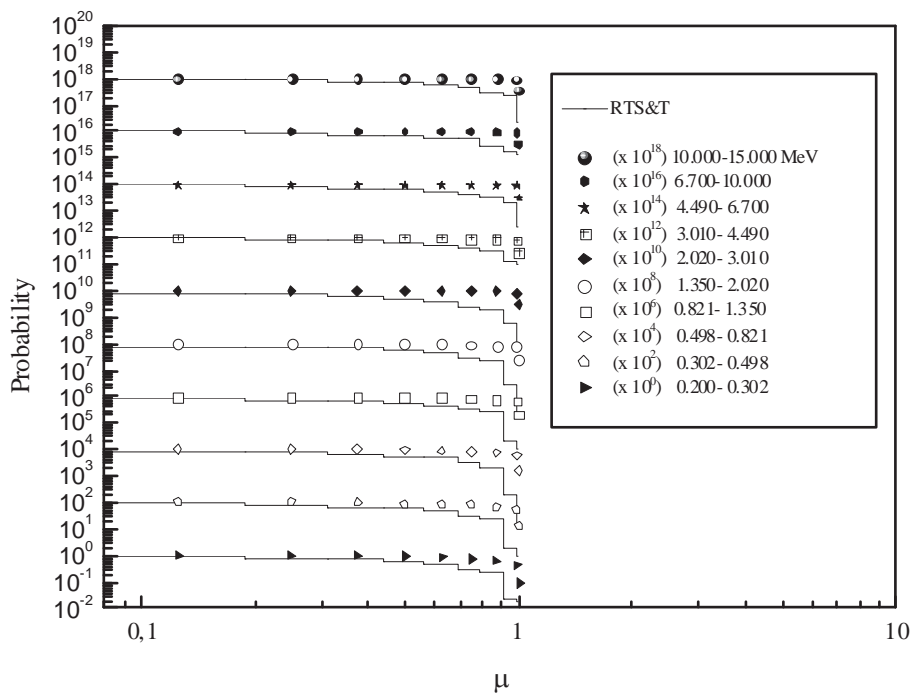 Probability
10^20
10^19
10^18
10^17
10^16
10^15
10^14
10^13
10^12
10^11
10^10
10^9
10^8
10^7
10^6
10^5
10^4
10^3
10^2
10^1
10^0
10^-1
10^-2
0,1
1
10
μ
RTS&T
(x 10^18) 10.000-15.000 MeV
(x 10^16) 6.700-10.000
(x 10^14) 4.490- 6.700
(x 10^12) 3.010- 4.490
(x 10^10) 2.020- 3.010
(x 10^8) 1.350- 2.020
(x 10^6) 0.821- 1.350
(x 10^4) 0.498- 0.821
(x 10^2) 0.302- 0.498
(x 10^0) 0.200- 0.302